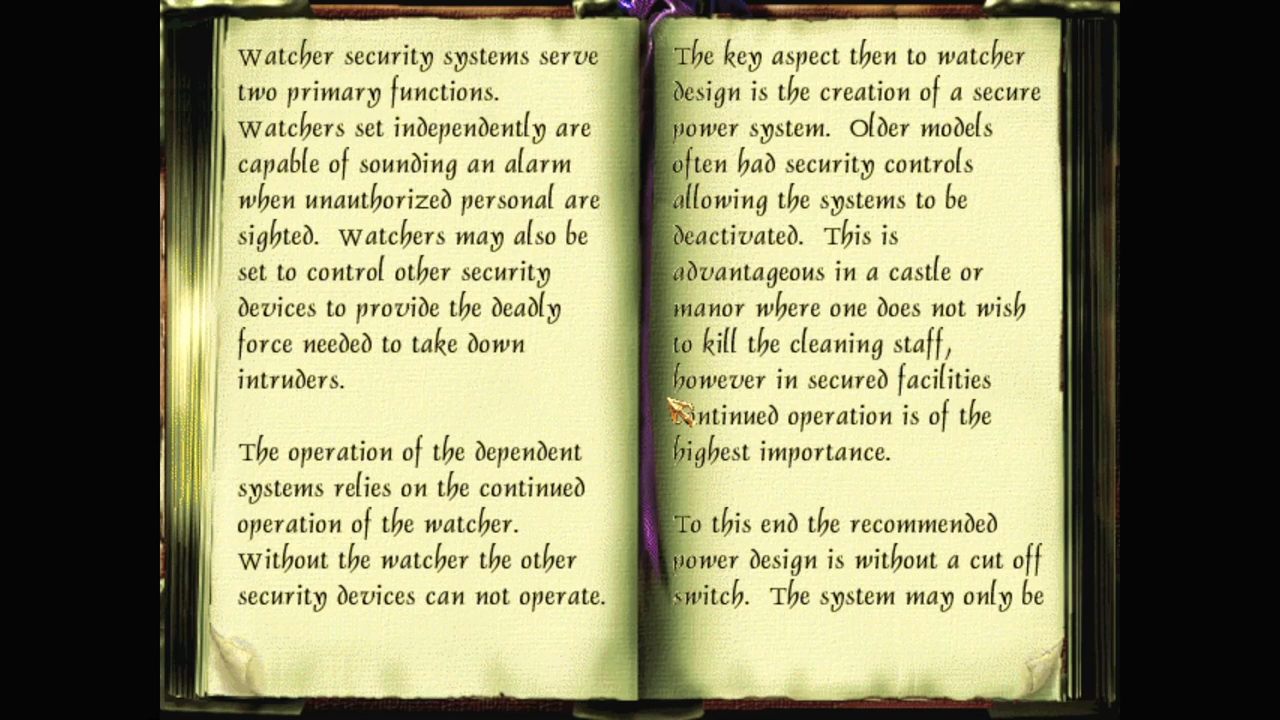 Watcher security systems serve
two primary functions.
Watchers set independently are
capable of sounding an alarm
when unauthorized personal are
sighted. Watchers may also be
set to control other security
devices to provide the deadly
force needed to take down
intruders.
The operation of the dependent
systems relies on the continued
operation of the watcher.
Without the watcher the other
security devices can not operate.
The key aspect then to watcher
design is the creation of a secure
power system. Older models
often had security controls
allowing the systems to be
deactivated. This is
advantageous in a castle or
manor where one does not wish
to kill the cleaning staff,
however in secured facilities
continued operation is of the
highest importance.
To this end the recommended
power design is without a cut off
switch. The system may only be